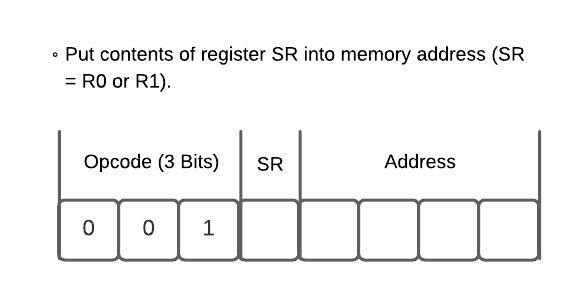 ∘ Put contents of register SR into memory address (SR
= R0 or R1).
Opcode (3 Bits) SR Address
0 0 1